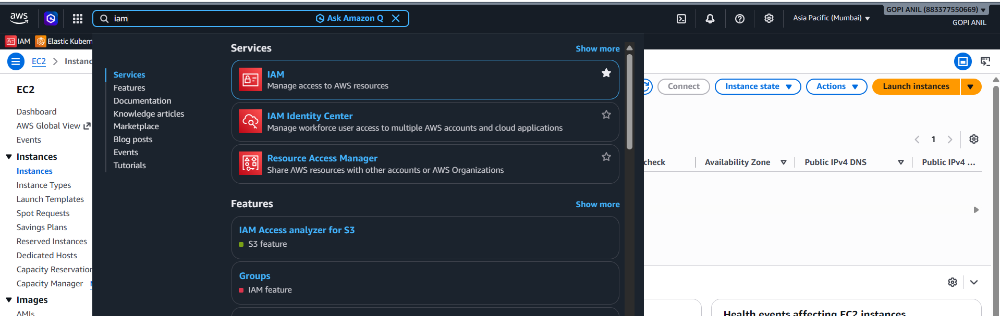 aws
iam
Ask Amazon Q
Asia Pacific (Mumbai)
GOPI ANIL (883377550669)
GOPI ANIL
IAM
Elastic Kubern
EC2
Instanc
EC2
Dashboard
AWS Global View
Events
Instances
Instances
Instance Types
Launch Templates
Spot Requests
Savings Plans
Reserved Instances
Dedicated Hosts
Capacity Reservation
Capacity Manager
Images
AMIs
Services
Features
Documentation
Knowledge articles
Marketplace
Blog posts
Events
Tutorials
Services
Show more
IAM
Manage access to AWS resources
IAM Identity Center
Manage workforce user access to multiple AWS accounts and cloud applications
Resource Access Manager
Share AWS resources with other accounts or AWS Organizations
Features
Show more
IAM Access analyzer for S3
S3 feature
Groups
IAM feature
Connect
Instance state
Actions
Launch instances
1
check
Availability Zone
Public IPv4 DNS
Public IPv4 ...
Health events affecting EC2 instances